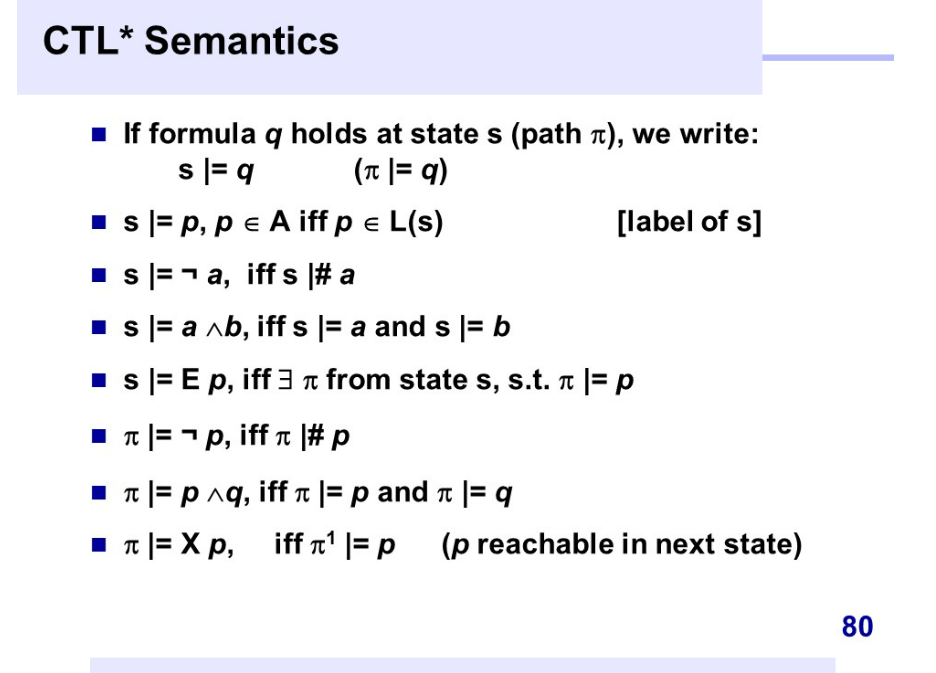 CTL* Semantics
If formula q holds at state s (path π), we write:
s |= q (π |= q)
s |= p, p ∈ A iff p ∈ L(s) [label of s]
s |= ¬ a, iff s |# a
s |= a ∧b, iff s |= a and s |= b
s |= E p, iff ∃ π from state s, s.t. π |= p
π |= ¬ p, iff π |# p
π |= p ∧q, iff π |= p and π |= q
π |= X p, iff π¹ |= p (p reachable in next state)
80